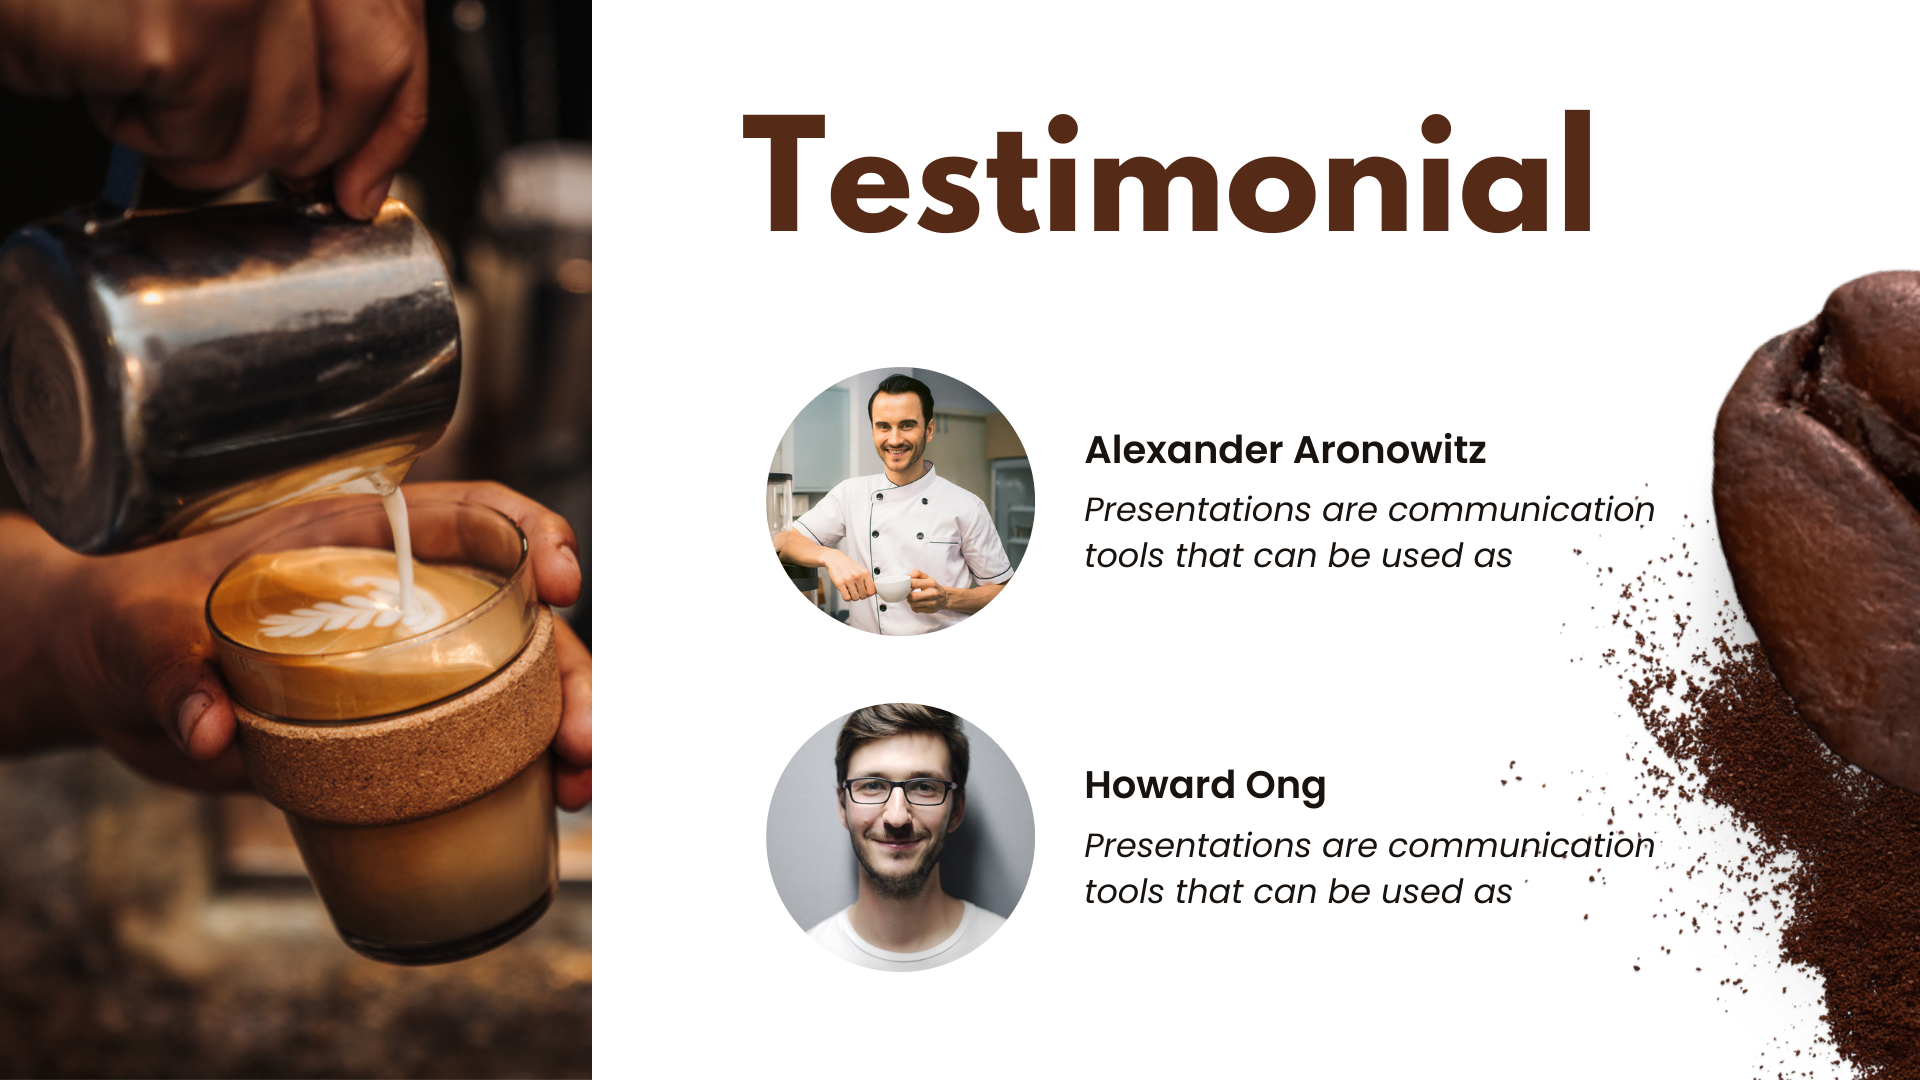 Testimonial
Alexander Aronowitz
Presentations are communication
tools that can be used as
Howard Ong
Presentations are communication
tools that can be used as